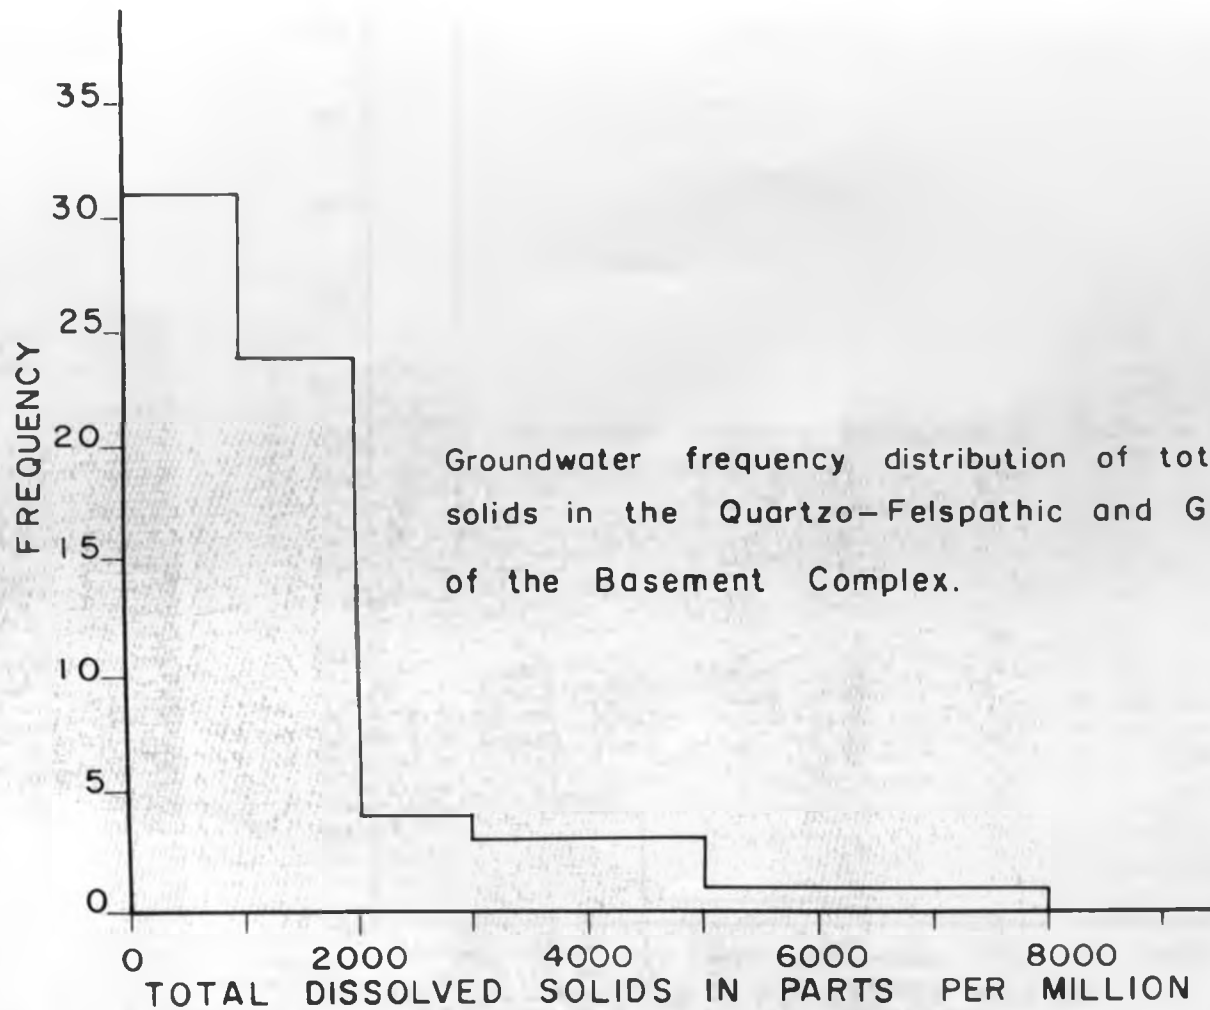 35
30
25
20
15
10
5
0
FREQUENCY
Groundwater frequency distribution of tot
solids in the Quartzo-Felspathic and G
of the Basement Complex.
0 2000 4000 6000 8000
TOTAL DISSOLVED SOLIDS IN PARTS PER MILLION